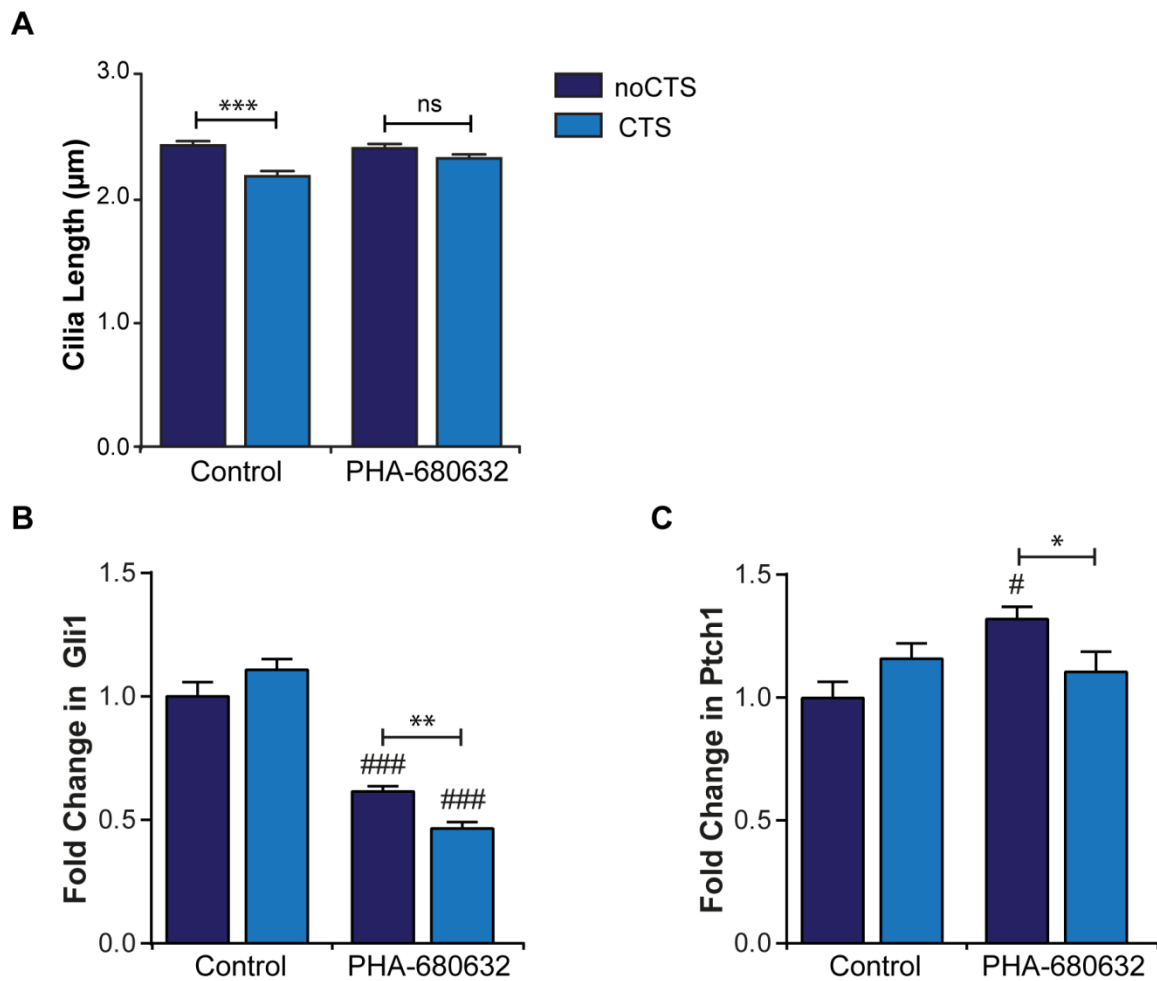 A
3.0
2.0
1.0
0.0
Cilia Length (µm)
***
ns
noCTS
CTS
Control
PHA-680632
B
1.5
1.0
0.5
0.0
Fold Change in Gli1
###
**
###
Control
PHA-680632
C
1.5
1.0
0.5
0.0
Fold Change in Ptch1
#
*
Control
PHA-680632